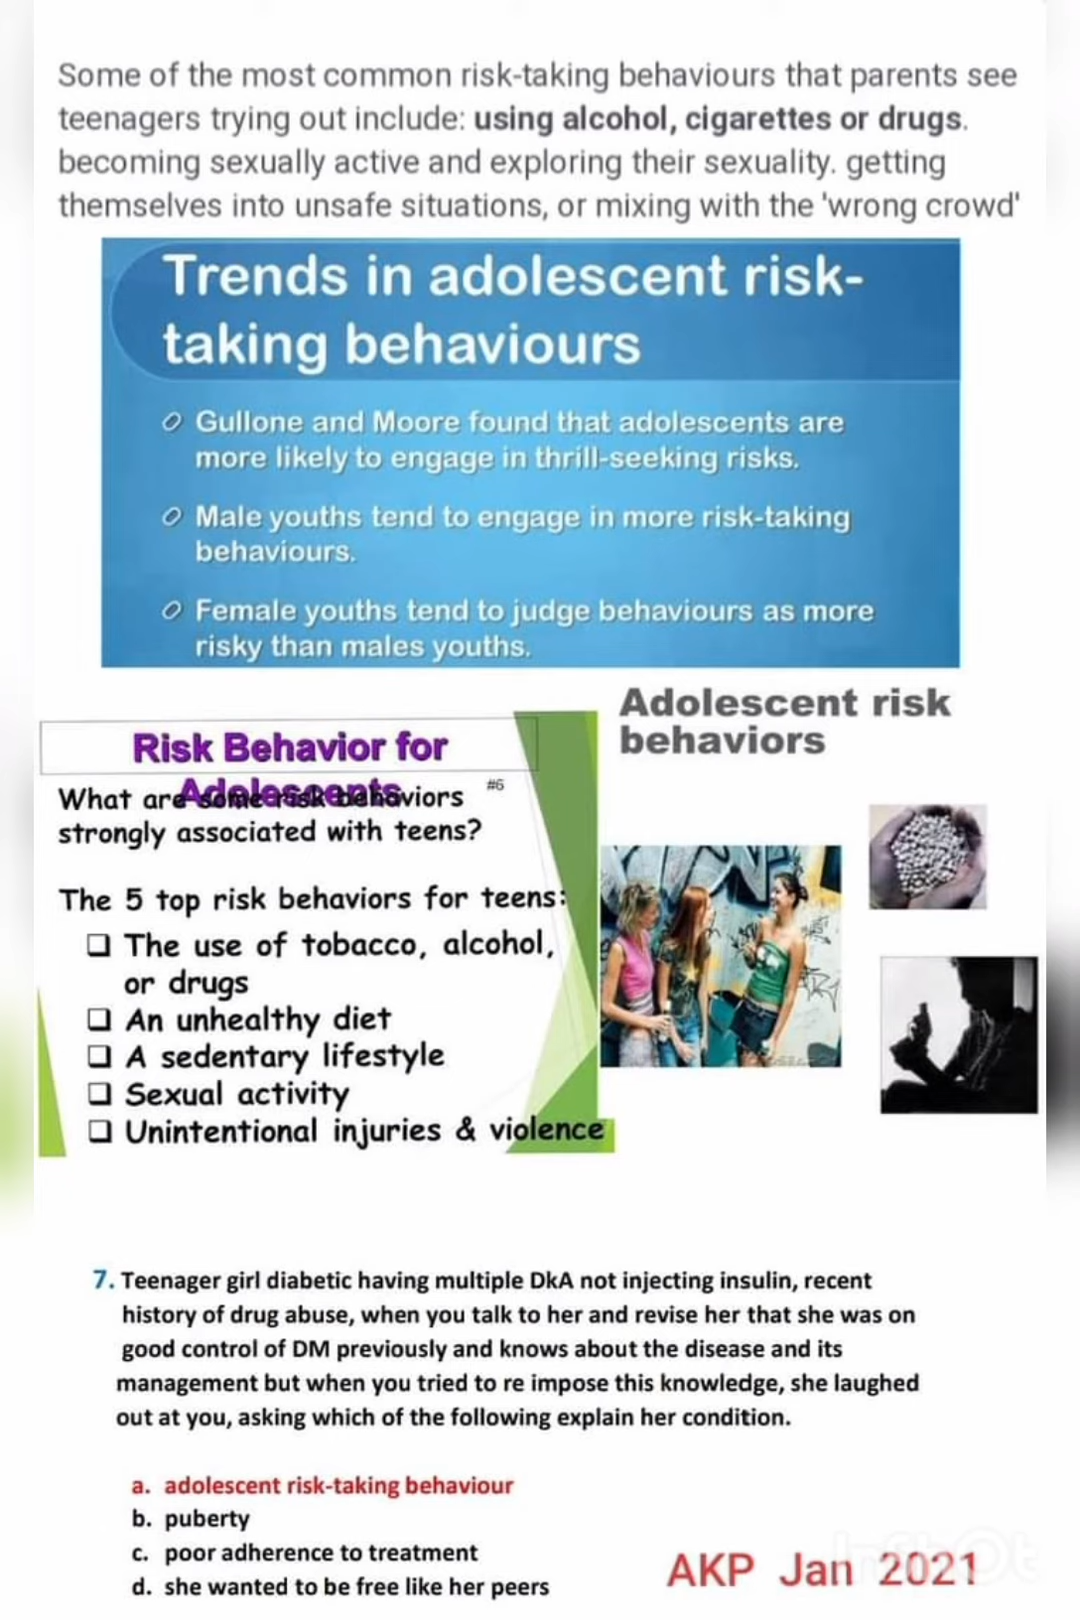 Some of the most common risk-taking behaviours that parents see
teenagers trying out include: using alcohol, cigarettes or drugs.
becoming sexually active and exploring their sexuality. getting
themselves into unsafe situations, or mixing with the 'wrong crowd'
Trends in adolescent risk-
taking behaviours
Gullone and Moore found that adolescents are
more likely to engage in thrill-seeking risks.
Male youths tend to engage in more risk-taking
behaviours.
Female youths tend to judge behaviours as more
risky than males youths.
Risk Behavior for
Adolescents
#6
What are some risk behaviors
strongly associated with teens?
The 5 top risk behaviors for teens:
The use of tobacco, alcohol,
or drugs
An unhealthy diet
A sedentary lifestyle
Sexual activity
Unintentional injuries & violence
Adolescent risk
behaviors
7. Teenager girl diabetic having multiple DkA not injecting insulin, recent
history of drug abuse, when you talk to her and revise her that she was on
good control of DM previously and knows about the disease and its
management but when you tried to re impose this knowledge, she laughed
out at you, asking which of the following explain her condition.
a. adolescent risk-taking behaviour
b. puberty
c. poor adherence to treatment
d. she wanted to be free like her peers
AKP Jan 2021
InShOt